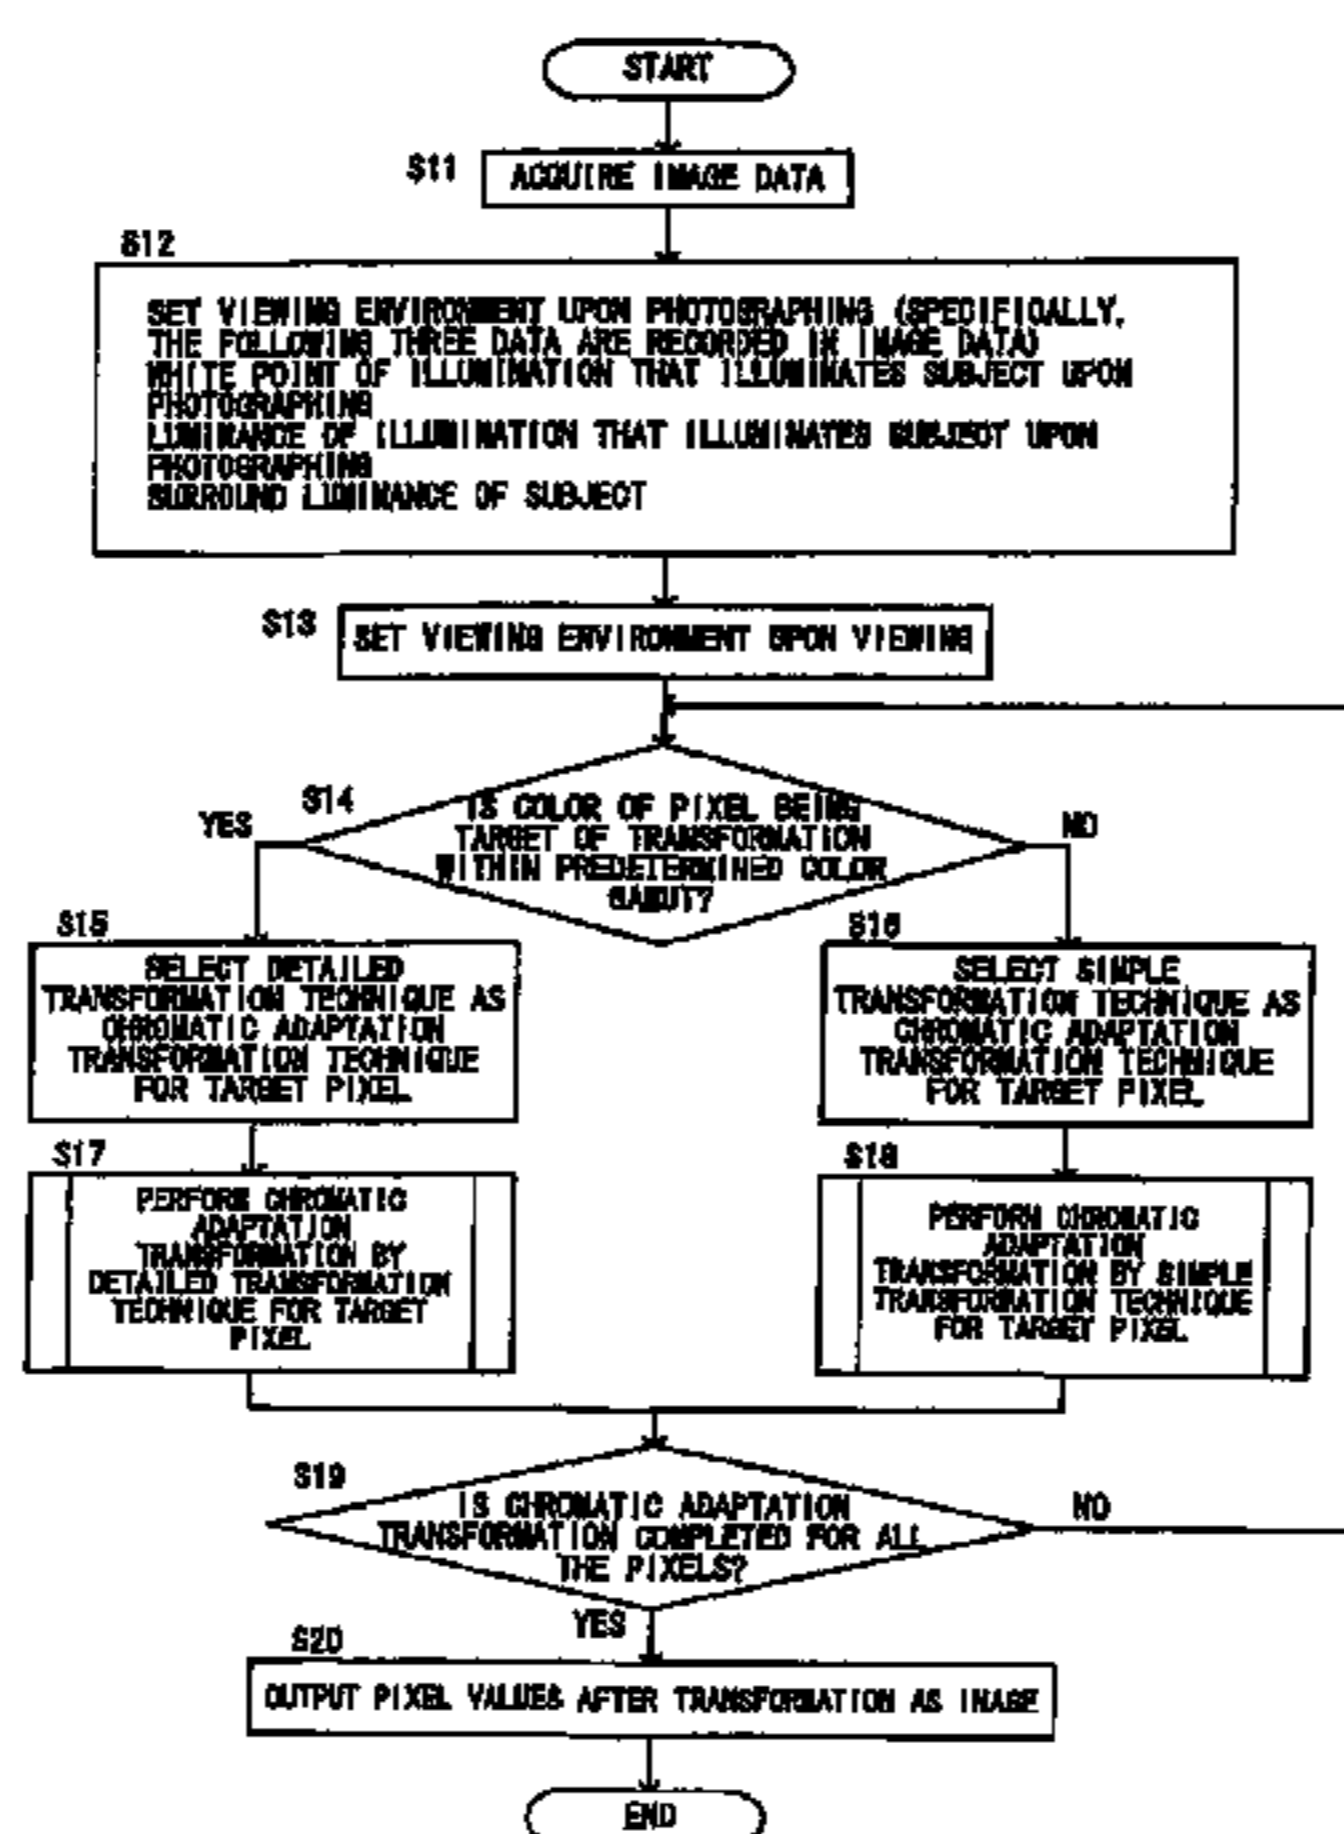 START
S11
ACQUIRE IMAGE DATA
S12
SET VIEWING ENVIRONMENT UPON PHOTOGRAPHING (SPECIFICALLY,
THE FOLLOWING THREE DATA ARE RECORDED IN IMAGE DATA)
WHITE POINT OF ILLUMINATION THAT ILLUMINATES SUBJECT UPON
PHOTOGRAPHING
LUMINANCE OF ILLUMINATION THAT ILLUMINATES SUBJECT UPON
PHOTOGRAPHING
SURROUND LUMINANCE OF SUBJECT
S13
SET VIEWING ENVIRONMENT UPON VIEWING
S14
YES
NO
IS COLOR OF PIXEL BEING
TARGET OF TRANSFORMATION
WITHIN PREDETERMINED COLOR
GAMUT?
S15
SELECT DETAILED
TRANSFORMATION TECHNIQUE AS
CHROMATIC ADAPTATION
TRANSFORMATION TECHNIQUE
FOR TARGET PIXEL
S16
SELECT SIMPLE
TRANSFORMATION TECHNIQUE AS
CHROMATIC ADAPTATION
TRANSFORMATION TECHNIQUE
FOR TARGET PIXEL
S17
PERFORM CHROMATIC
ADAPTATION
TRANSFORMATION BY
DETAILED TRANSFORMATION
TECHNIQUE FOR TARGET
PIXEL
S18
PERFORM CHROMATIC
ADAPTATION
TRANSFORMATION BY SIMPLE
TRANSFORMATION TECHNIQUE
FOR TARGET PIXEL
S19
IS CHROMATIC ADAPTATION
TRANSFORMATION COMPLETED FOR ALL
THE PIXELS?
NO
YES
S20
OUTPUT PIXEL VALUES AFTER TRANSFORMATION AS IMAGE
END